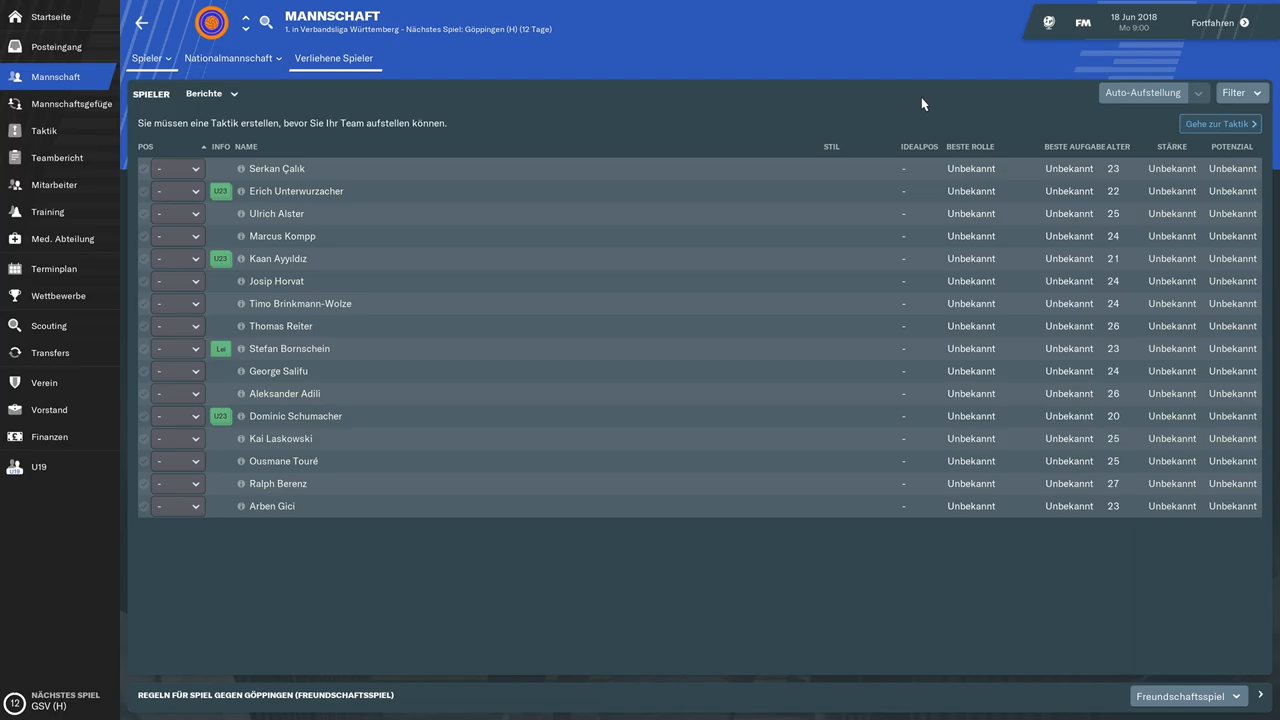 Startseite
Posteingang
Mannschaft
Mannschaftsgefüge
Taktik
Teambericht
Mitarbeiter
Training
Med. Abteilung
Terminplan
Wettbewerbe
Scouting
Transfers
Verein
Vorstand
Finanzen
U19
U19
12
NÄCHSTES SPIEL
GSV (H)
MANNSCHAFT
1. in Verbandsliga Württemberg - Nächstes Spiel: Göppingen (H) (12 Tage)
FM
18 Jun 2018
Mo 9:00
Fortfahren
Spieler Nationalmannschaft Verliehene Spieler
SPIELER Berichte Auto-Aufstellung Filter
Sie müssen eine Taktik erstellen, bevor Sie Ihr Team aufstellen können. Gehe zur Taktik
POS INFO NAME STIL IDEALPOS BESTE ROLLE BESTE AUFGABE ALTER STÄRKE POTENZIAL
- Serkan Çalık - Unbekannt Unbekannt 23 Unbekannt Unbekannt
- U23 Erich Unterwurzacher - Unbekannt Unbekannt 22 Unbekannt Unbekannt
- Ulrich Alster - Unbekannt Unbekannt 25 Unbekannt Unbekannt
- Marcus Kompp - Unbekannt Unbekannt 24 Unbekannt Unbekannt
- U23 Kaan Ayyıldız - Unbekannt Unbekannt 21 Unbekannt Unbekannt
- Josip Horvat - Unbekannt Unbekannt 24 Unbekannt Unbekannt
- Timo Brinkmann-Wolze - Unbekannt Unbekannt 24 Unbekannt Unbekannt
- Thomas Reiter - Unbekannt Unbekannt 26 Unbekannt Unbekannt
- Lei Stefan Bornschein - Unbekannt Unbekannt 23 Unbekannt Unbekannt
- George Salifu - Unbekannt Unbekannt 24 Unbekannt Unbekannt
- Aleksander Adili - Unbekannt Unbekannt 26 Unbekannt Unbekannt
- U23 Dominic Schumacher - Unbekannt Unbekannt 20 Unbekannt Unbekannt
- Kai Laskowski - Unbekannt Unbekannt 25 Unbekannt Unbekannt
- Ousmane Touré - Unbekannt Unbekannt 25 Unbekannt Unbekannt
- Ralph Berenz - Unbekannt Unbekannt 27 Unbekannt Unbekannt
- Arben Gici - Unbekannt Unbekannt 23 Unbekannt Unbekannt
REGELN FÜR SPIEL GEGEN GÖPPINGEN (FREUNDSCHAFTSSPIEL) Freundschaftsspiel